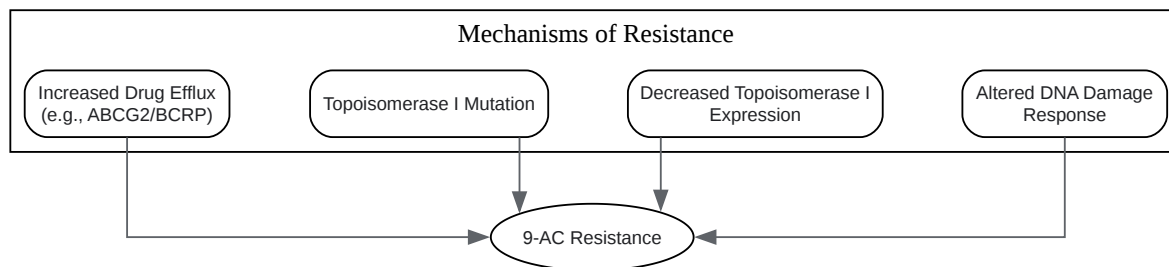 Mechanisms of Resistance
Increased Drug Efflux
(e.g., ABCG2/BCRP)
Topoisomerase I Mutation
Decreased Topoisomerase I
Expression
Altered DNA Damage
Response
9-AC Resistance